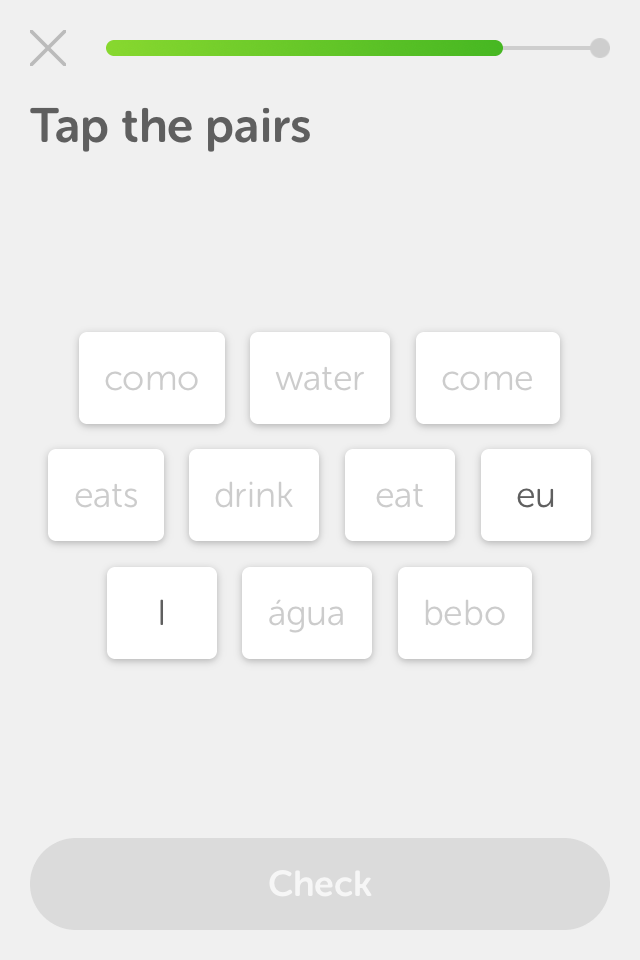 Tap the pairs
como water come
eats drink eat eu
I água bebo
Check